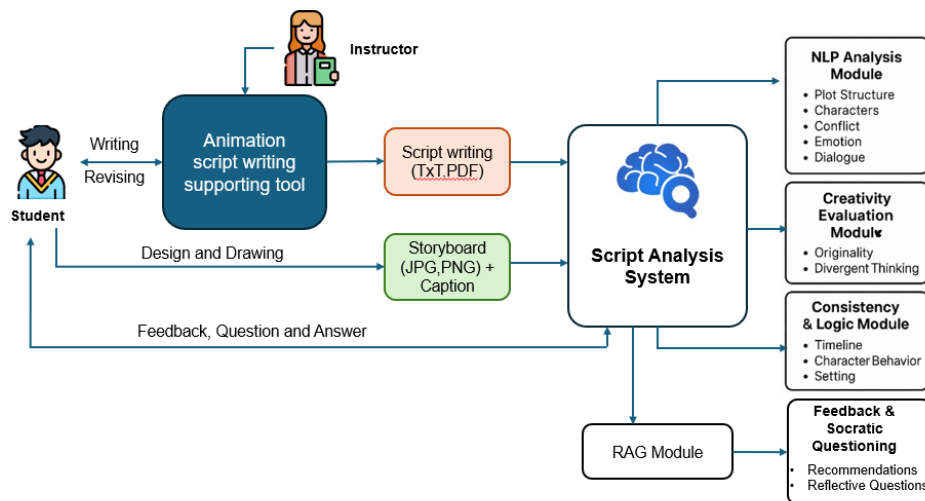 Instructor
Animation
script writing
supporting tool
Writing
Revising
Student
Script writing
(TxT.PDF)
Design and Drawing
Storyboard
(JPG,PNG) +
Caption
Feedback, Question and Answer
Script Analysis
System
RAG Module
NLP Analysis
Module
• Plot Structure
• Characters
• Conflict
• Emotion
• Dialogue
Creativity
Evaluation
Module
• Originality
• Divergent Thinking
Consistency
& Logic Module
• Timeline
• Character Behavior
• Setting
Feedback &
Socratic
Questioning
• Recommendations
• Reflective Questions